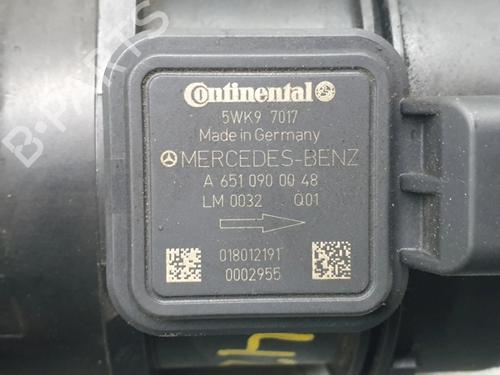 B-PARTS
Continental
5WK9 7017
Made in Germany
MERCEDES-BENZ
A 651 090 00 48
LM 0032 Q01
018012191
0002955